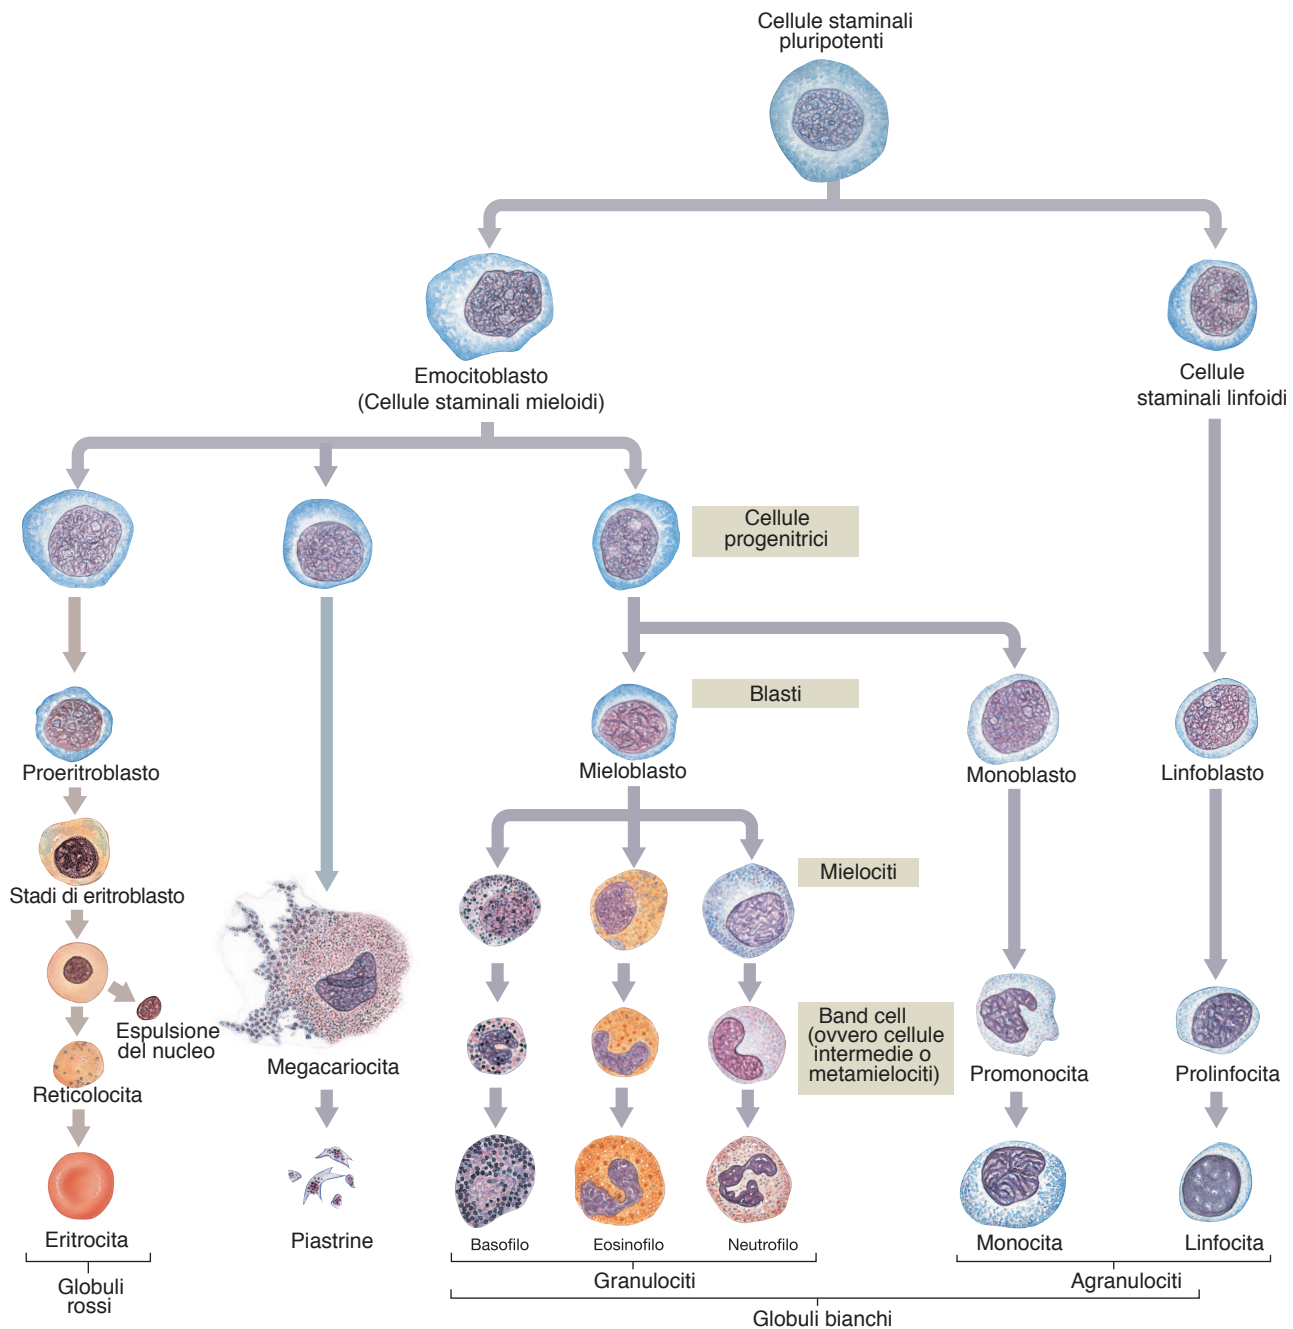 Cellule staminali
pluripotenti
Emocitoblasto
(Cellule staminali mieloidi)
Cellule
staminali linfoidi
Cellule
progenitrici
Blasti
Proeritroblasto
Mieloblasto
Monoblasto
Linfoblasto
Mielociti
Stadi di eritroblasto
Espulsione
del nucleo
Band cell
(ovvero cellule
intermedie o
metamielociti)
Megacariocita
Promonocita
Prolinfocita
Reticolocita
Eritrocita
Piastrine
Basofilo
Eosinofilo
Neutrofilo
Monocita
Linfocita
Globuli
rossi
Granulociti
Agranulociti
Globuli bianchi